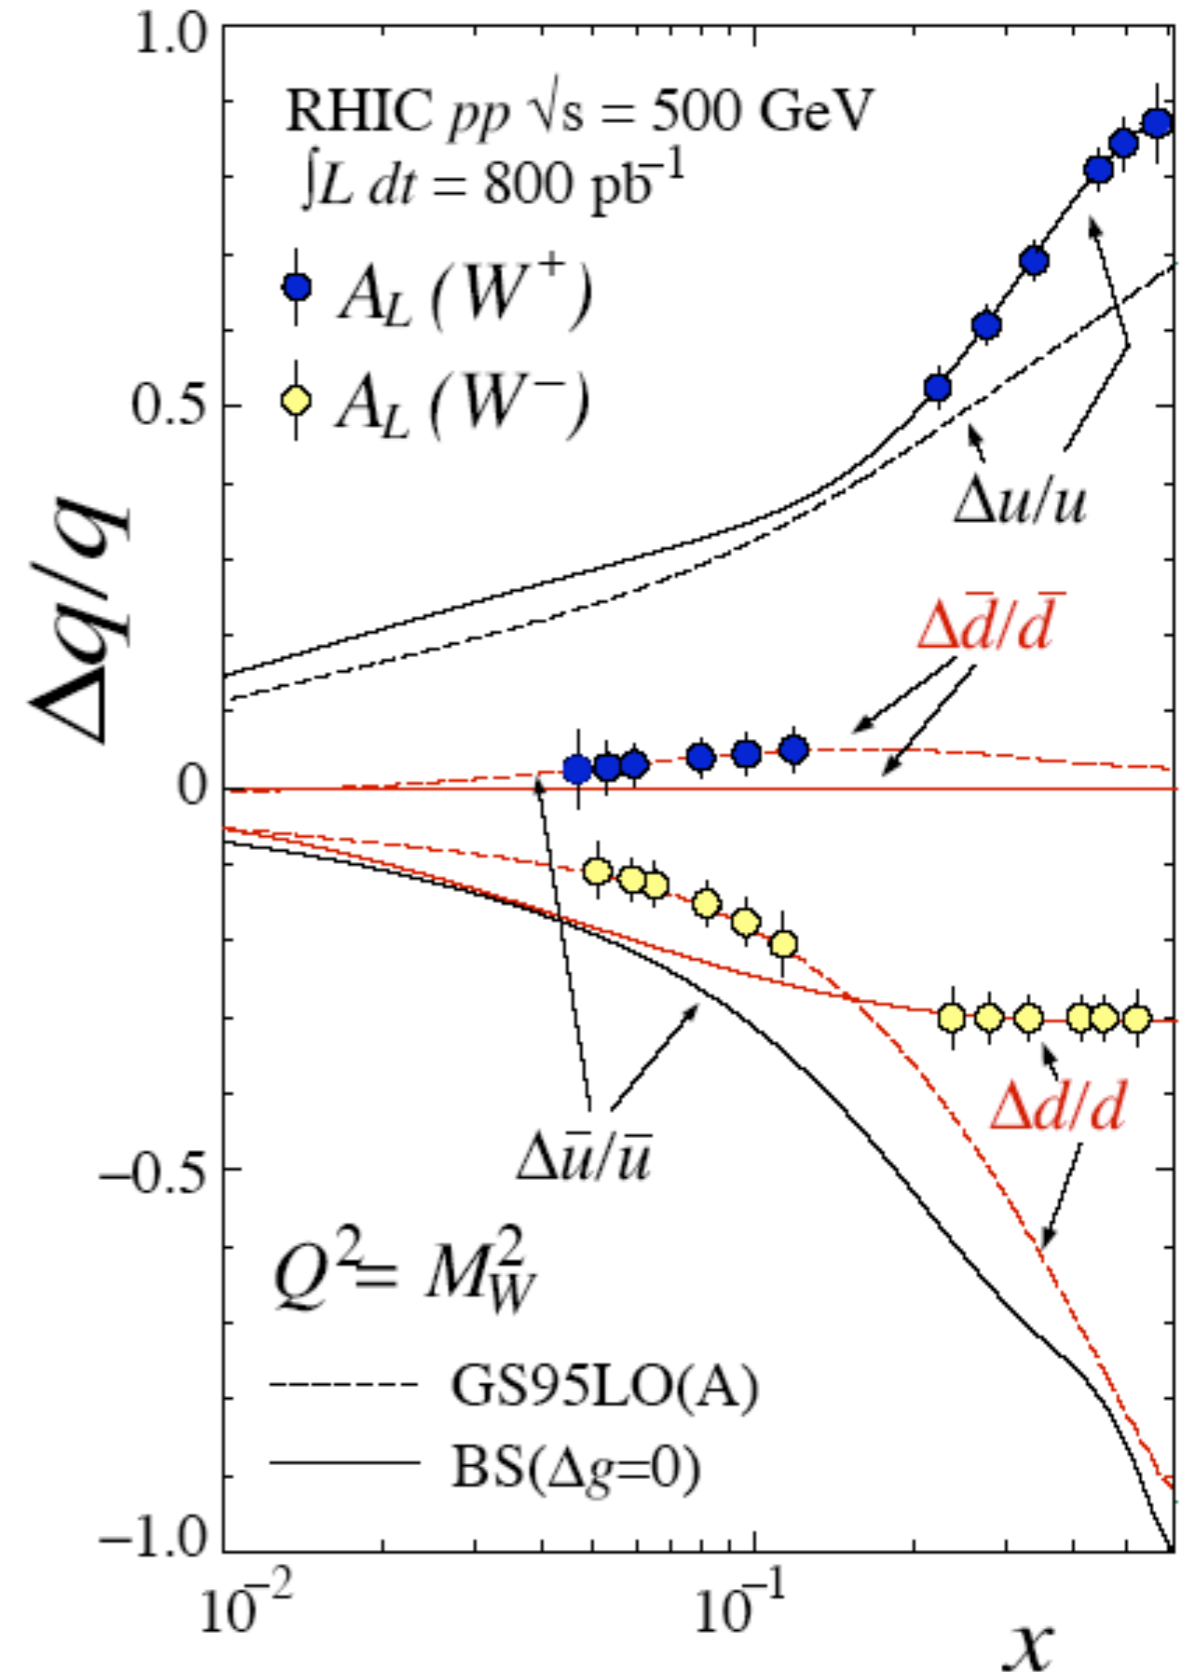 1.0
RHIC pp √s = 500 GeV
∫L dt = 800 pb⁻¹
A_L (W⁺)
A_L (W⁻)
0.5
Δu/u
Δq/q
Δd̅/d̅
0
Δd/d
Δu̅/u̅
−0.5
Q² = M_W²
GS95LO(A)
BS(Δg=0)
−1.0
10⁻² 10⁻¹
x